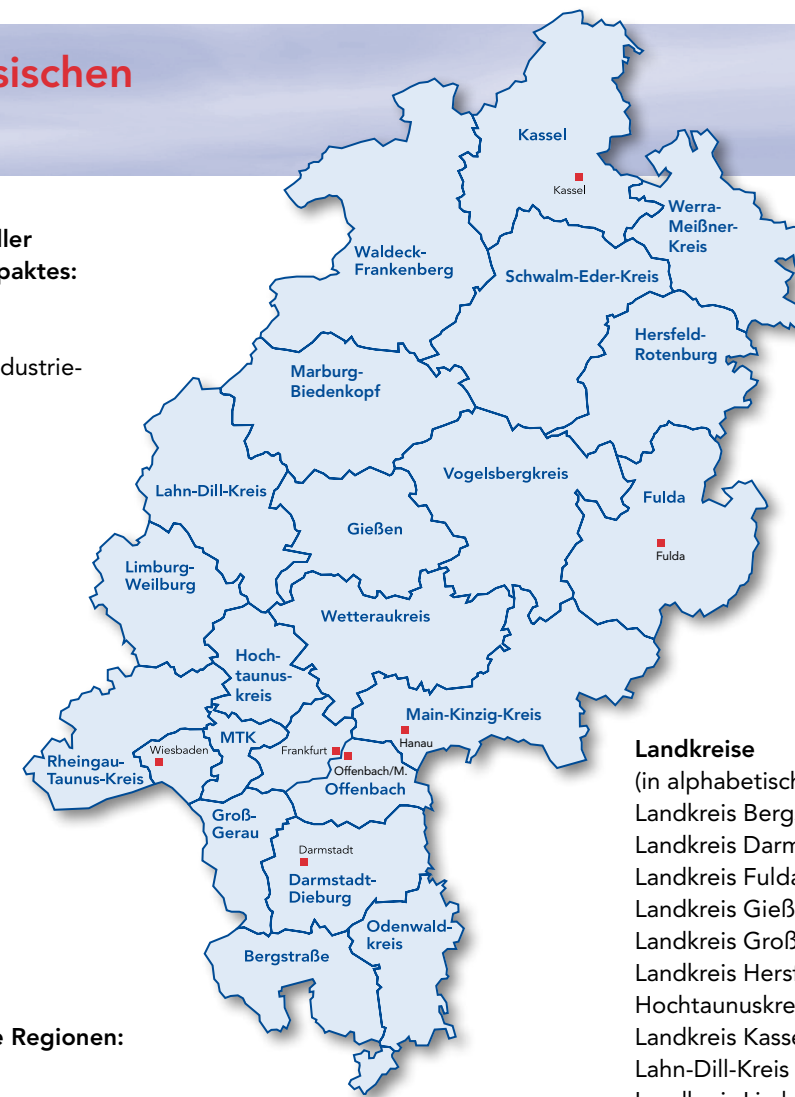 sischen
ller
paktes:
dustrie-
Kassel
Kassel
Werra-
Meißner-
Kreis
Waldeck-
Frankenberg
Schwalm-Eder-Kreis
Hersfeld-
Rotenburg
Marburg-
Biedenkopf
Lahn-Dill-Kreis
Vogelsbergkreis
Fulda
Gießen
Fulda
Limburg-
Weilburg
Wetteraukreis
Hoch-
taunus-
kreis
Main-Kinzig-Kreis
MTK
Hanau
Wiesbaden
Frankfurt
Rheingau-
Taunus-Kreis
Offenbach/M.
Offenbach
Groß-
Gerau
Darmstadt
Darmstadt-
Dieburg
Odenwald-
kreis
Bergstraße
e Regionen:
Landkreise
(in alphabetisch
Landkreis Berg
Landkreis Darm
Landkreis Fulda
Landkreis Gieß
Landkreis Groß
Landkreis Hersf
Hochtaunuskre
Landkreis Kasse
Lahn-Dill-Kreis